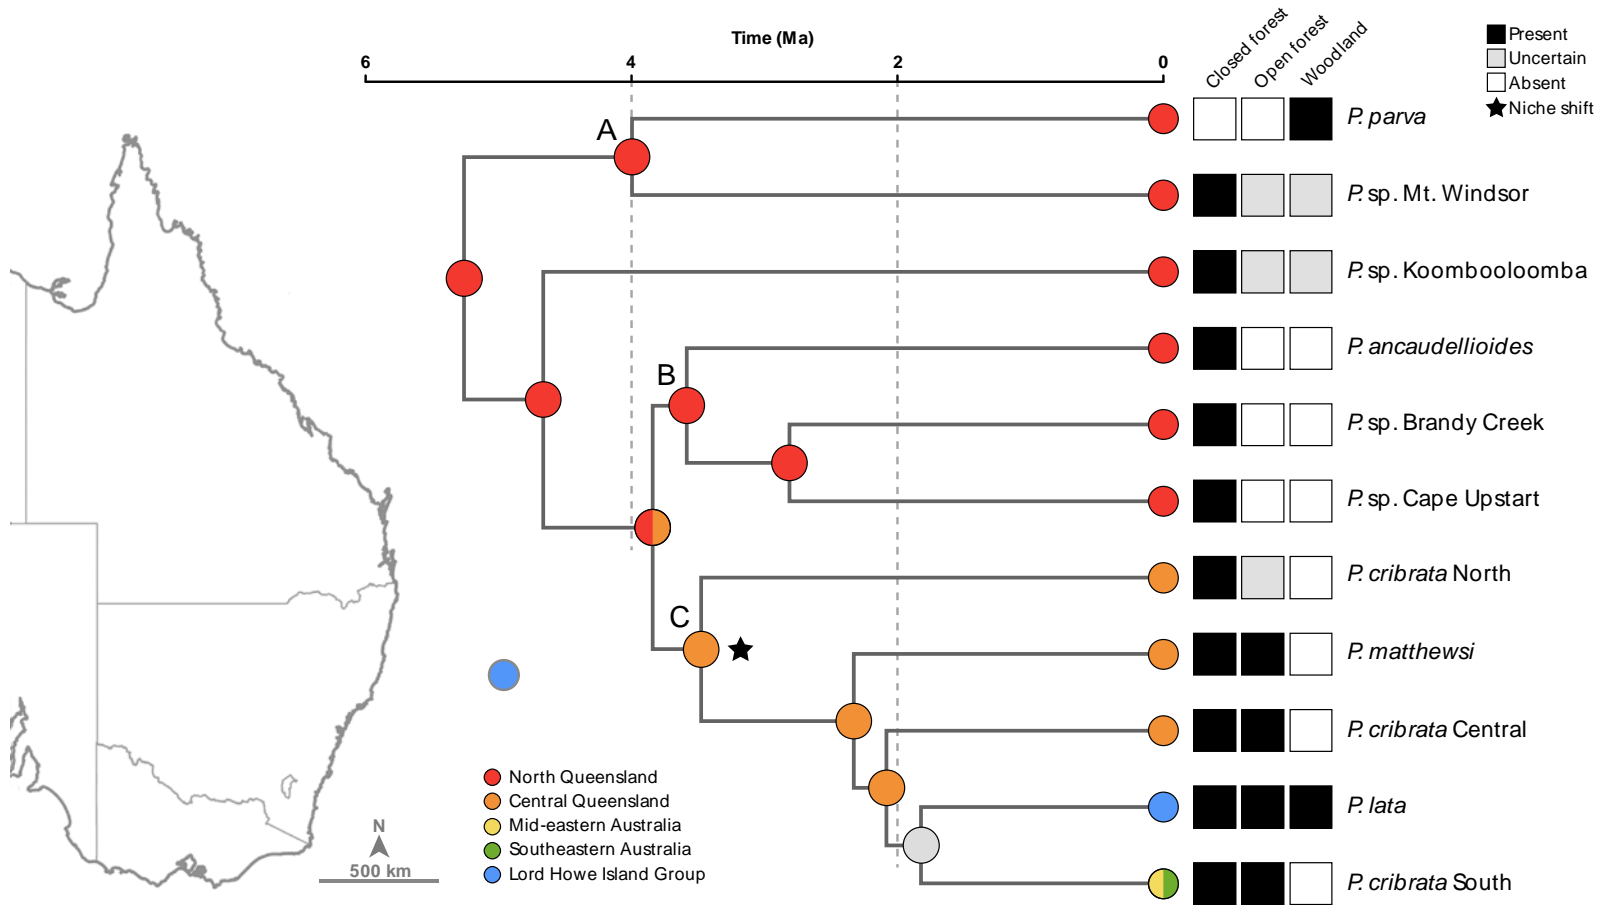 Time (Ma)
6
4
2
0
Closed forest
Open forest
Woodland
Present
Uncertain
Absent
Niche shift
A
P. parva
P. sp. Mt. Windsor
P. sp. Koombooloomba
P. ancaudellioides
B
P. sp. Brandy Creek
P. sp. Cape Upstart
P. cribrata North
C
P. matthewsi
P. cribrata Central
P. lata
P. cribrata South
North Queensland
Central Queensland
Mid-eastern Australia
Southeastern Australia
Lord Howe Island Group
N
500 km